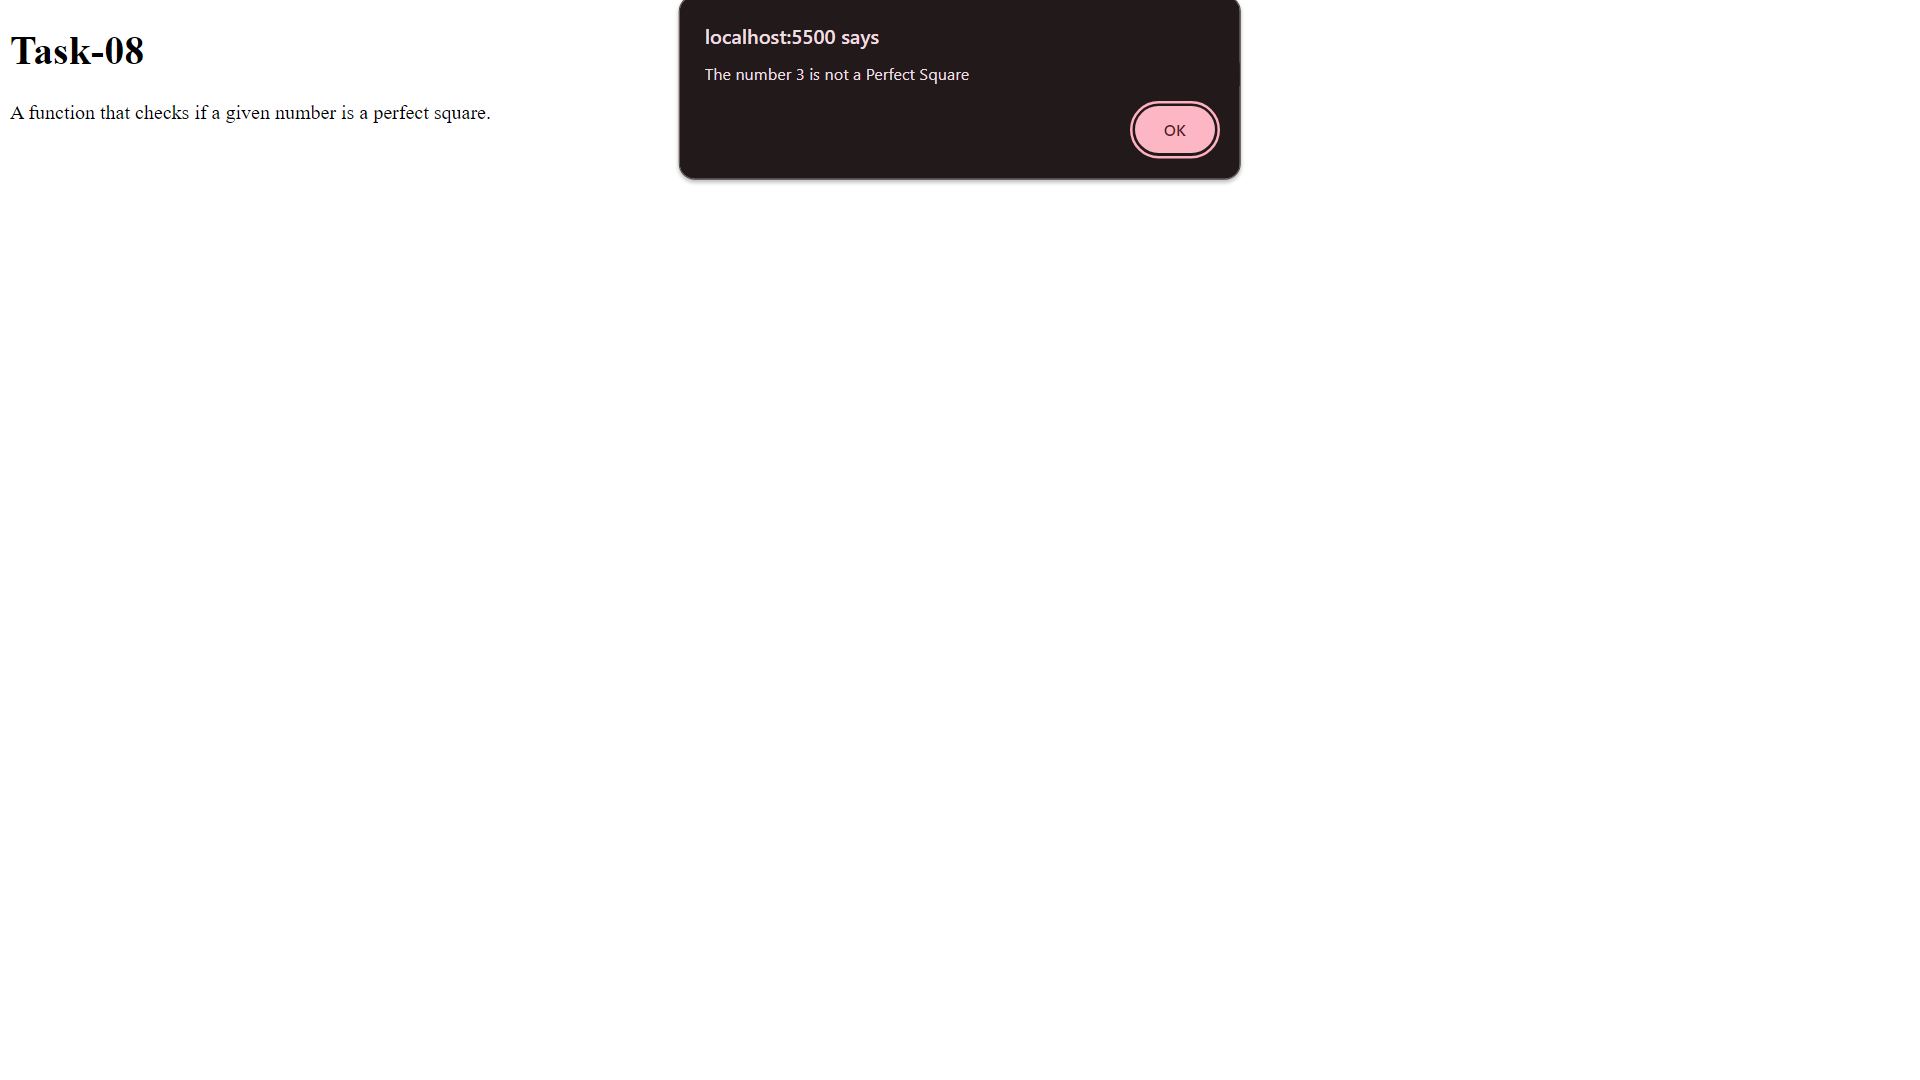 Task-08
A function that checks if a given number is a perfect square.
localhost:5500 says
The number 3 is not a Perfect Square
OK